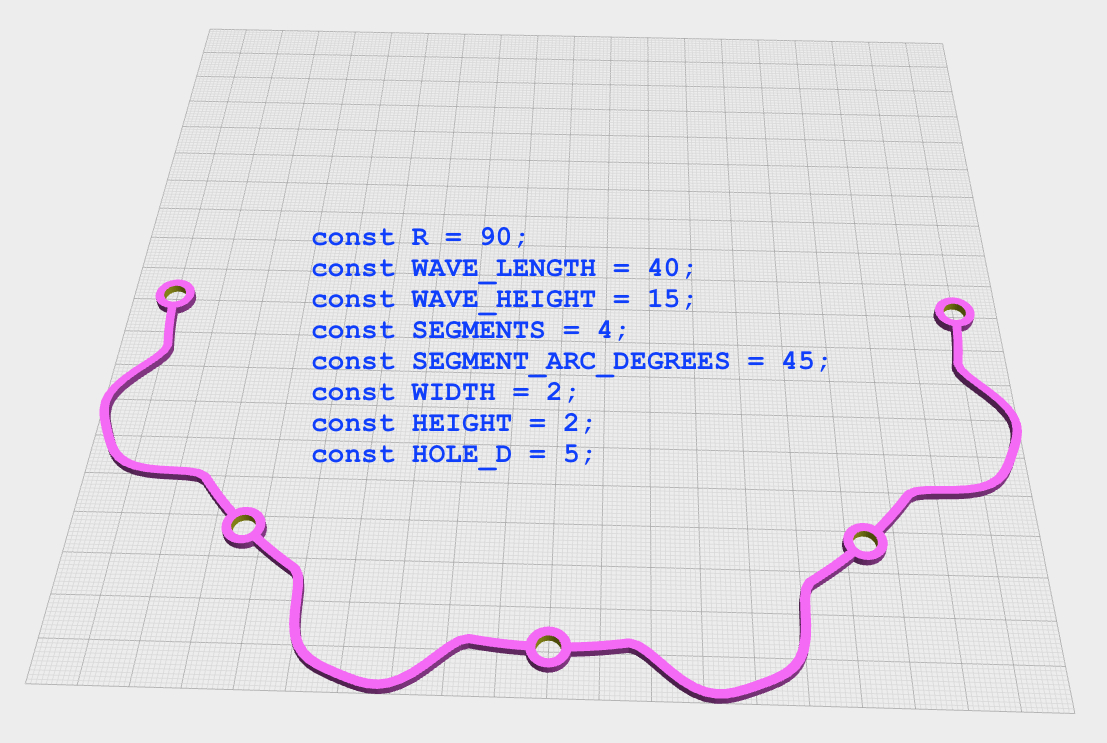 const R = 90;
const WAVE_LENGTH = 40;
const WAVE_HEIGHT = 15;
const SEGMENTS = 4;
const SEGMENT_ARC_DEGREES = 45;
const WIDTH = 2;
const HEIGHT = 2;
const HOLE_D = 5;